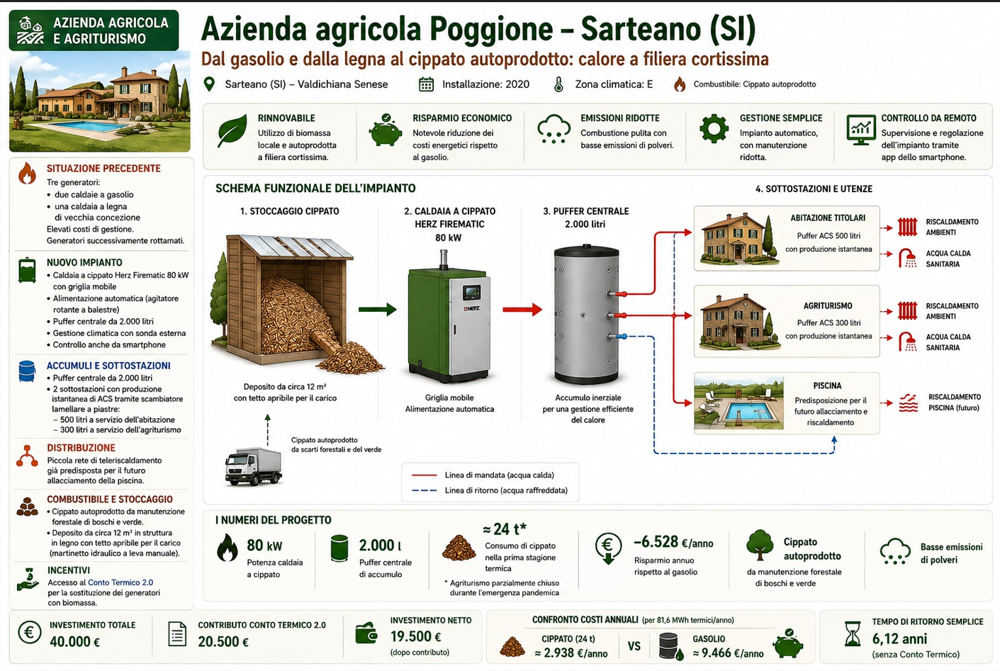 AZIENDA AGRICOLA
E AGRITURISMO
Azienda agricola Poggione – Sarteano (SI)
Dal gasolio e dalla legna al cippato autoprodotto: calore a filiera cortissima
Sarteano (SI) – Valdichiana Senese
Installazione: 2020
Zona climatica: E
Combustibile: Cippato autoprodotto
RINNOVABILE
Utilizzo di biomassa
locale e autoprodotta
a filiera cortissima.
RISPARMIO ECONOMICO
Notevole riduzione dei
costi energetici rispetto
al gasolio.
EMISSIONI RIDOTTE
Combustione pulita con
basse emissioni di polveri.
GESTIONE SEMPLICE
Impianto automatico,
con manutenzione
ridotta.
CONTROLLO DA REMOTO
Supervisione e regolazione
dell'impianto tramite
app dello smartphone.
SITUAZIONE PRECEDENTE
Tre generatori:
• due caldaie a gasolio
• una caldaia a legna
di vecchia concezione
Elevati costi di gestione.
Generatori successivamente rottamati.
NUOVO IMPIANTO
• Caldaia a cippato Herz Firematic 80 kW
con griglia mobile
• Alimentazione automatica (agitatore
rotante a balestre)
• Puffer centrale da 2.000 litri
• Gestione climatica con sonda esterna
• Controllo anche da smartphone
ACCUMULI E SOTTOSTAZIONI
• Puffer centrale da 2.000 litri
• 2 sottostazioni con produzione
istantanea di ACS tramite scambiatore
lamellare a piastre:
– 500 litri a servizio dell'abitazione
– 300 litri a servizio dell'agriturismo
DISTRIBUZIONE
Piccola rete di teleriscaldamento
già predisposta per il futuro
allacciamento della piscina.
COMBUSTIBILE E STOCCAGGIO
• Cippato autoprodotto da manutenzione
forestale di boschi e verde.
• Deposito da circa 12 m³ in struttura
in legno con tetto apribile per il carico
(martinetto idraulico a leva manuale).
INCENTIVI
Accesso al Conto Termico 2.0
per la sostituzione dei generatori
con biomassa.
SCHEMA FUNZIONALE DELL'IMPIANTO
1. STOCCAGGIO CIPPATO
Deposito da circa 12 m³
con tetto apribile per il carico
Cippato autoprodotto
da scarti forestali e del verde
2. CALDAIA A CIPPATO
HERZ FIREMATIC
80 kW
HERZ
Griglia mobile
Alimentazione automatica
3. PUFFER CENTRALE
2.000 litri
Accumulo inerziale
per una gestione efficiente
del calore
4. SOTTOSTAZIONI E UTENZE
ABITAZIONE TITOLARI
Puffer ACS 500 litri
con produzione istantanea
RISCALDAMENTO
AMBIENTI
ACQUA CALDA
SANITARIA
AGRITURISMO
Puffer ACS 300 litri
con produzione istantanea
RISCALDAMENTO
AMBIENTI
ACQUA CALDA
SANITARIA
PISCINA
Predisposizione per il
futuro allacciamento e
riscaldamento
RISCALDAMENTO
PISCINA (futuro)
Linea di mandata (acqua calda)
Linea di ritorno (acqua raffreddata)
I NUMERI DEL PROGETTO
80 kW
Potenza caldaia
a cippato
2.000 l
Puffer centrale
di accumulo
≈ 24 t*
Consumo di cippato
nella prima stagione
termica
* Agriturismo parzialmente chiuso
durante l'emergenza pandemica
€
–6.528 €/anno
Risparmio annuo
rispetto al gasolio
Cippato
autoprodotto
da manutenzione forestale
di boschi e verde
Basse emissioni
di polveri
€
INVESTIMENTO TOTALE
40.000 €
CONTRIBUTO CONTO TERMICO 2.0
20.500 €
INVESTIMENTO NETTO
19.500 €
(dopo contributo)
CONFRONTO COSTI ANNUALI (per 81,6 MWh termici/anno)
CIPPATO (24 t)
≈ 2.938 €/anno
VS
GASOLIO
≈ 9.466 €/anno
TEMPO DI RITORNO SEMPLICE
6,12 anni
(senza Conto Termico)